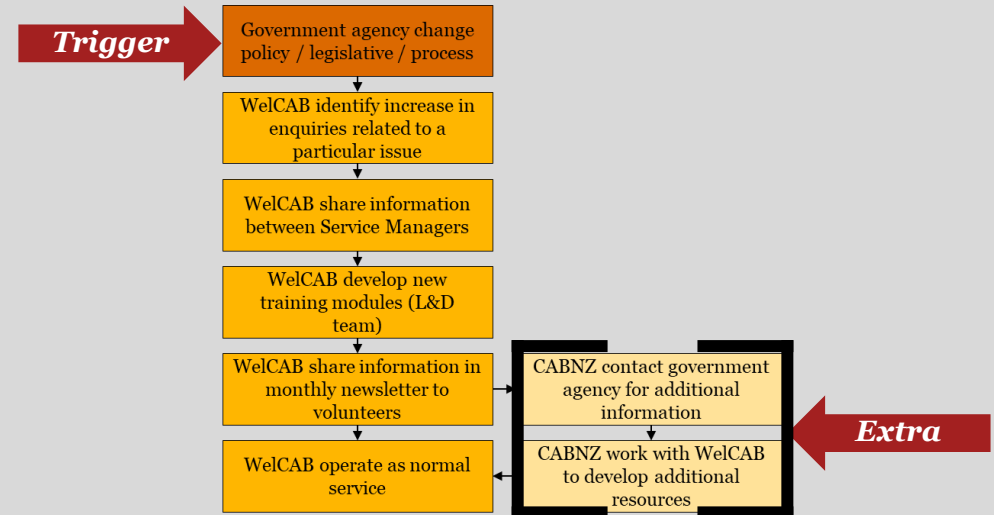 Trigger
Government agency change
policy / legislative / process
WelCAB identify increase in
enquiries related to a
particular issue
WelCAB share information
between Service Managers
WelCAB develop new
training modules (L&D
team)
WelCAB share information in
monthly newsletter to
volunteers
CABNZ contact government
agency for additional
information
Extra
WelCAB operate as normal
service
CABNZ work with WelCAB
to develop additional
resources